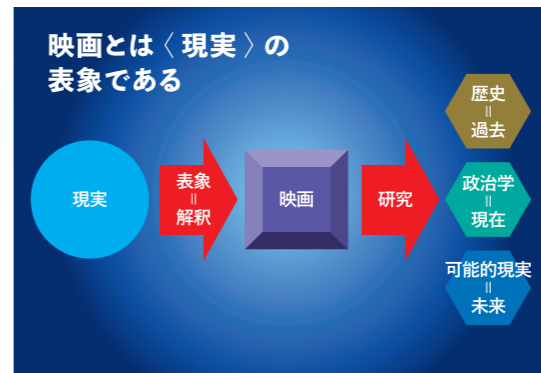 映画とは〈現実〉の
表象である
現実
表象
＝
解釈
映画
研究
歴史
＝
過去
政治学
＝
現在
可能的現実
＝
未来